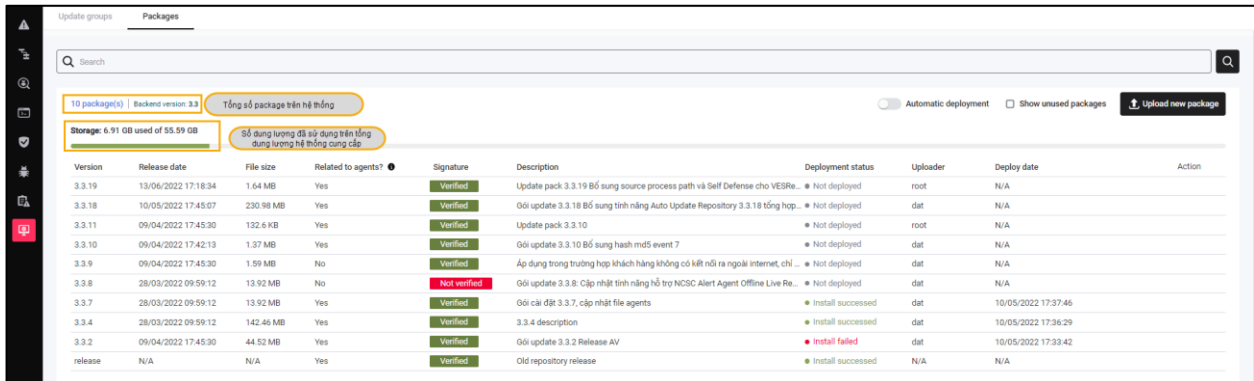 Update groups Packages
Search
10 package(s) | Backend version: 3.3 Tổng số package trên hệ thống Automatic deployment Show unused packages Upload new package
Storage: 6.91 GB used of 55.59 GB Số dung lượng đã sử dụng trên tổng
dung lượng hệ thống cung cấp
Version Release date File size Related to agents? Signature Description Deployment status Uploader Deploy date Action
3.3.19 13/06/2022 17:18:34 1.64 MB Yes Verified Update pack 3.3.19 Bổ sung source process path và Self Defense cho VESRe... Not deployed root N/A
3.3.18 10/05/2022 17:45:07 230.98 MB Yes Verified Gói update 3.3.18 Bổ sung tính năng Auto Update Repository 3.3.18 tổng hợp... Not deployed dat N/A
3.3.11 09/04/2022 17:45:30 132.6 KB Yes Verified Update pack 3.3.10 Not deployed root N/A
3.3.10 09/04/2022 17:42:13 1.37 MB Yes Verified Gói update 3.3.10 Bổ sung hash md5 event 7 Not deployed dat N/A
3.3.9 09/04/2022 17:45:30 1.59 MB No Verified Áp dụng trong trường hợp khách hàng không có kết nối ra ngoài internet, chỉ ... Not deployed dat N/A
3.3.8 28/03/2022 09:59:12 13.92 MB No Not verified Gói update 3.3.8: Cập nhật tính năng hỗ trợ NCSC Alert Agent Offline Live Re... Not deployed dat N/A
3.3.7 28/03/2022 09:59:12 13.92 MB Yes Verified Gói cài đặt 3.3.7, cập nhật file agents Install successed dat 10/05/2022 17:37:46
3.3.4 28/03/2022 09:59:12 142.46 MB Yes Verified 3.3.4 description Install successed dat 10/05/2022 17:36:29
3.3.2 09/04/2022 17:45:30 44.52 MB Yes Verified Gói update 3.3.2 Release AV Install failed dat 10/05/2022 17:33:42
release N/A N/A Yes Verified Old repository release Install successed N/A N/A